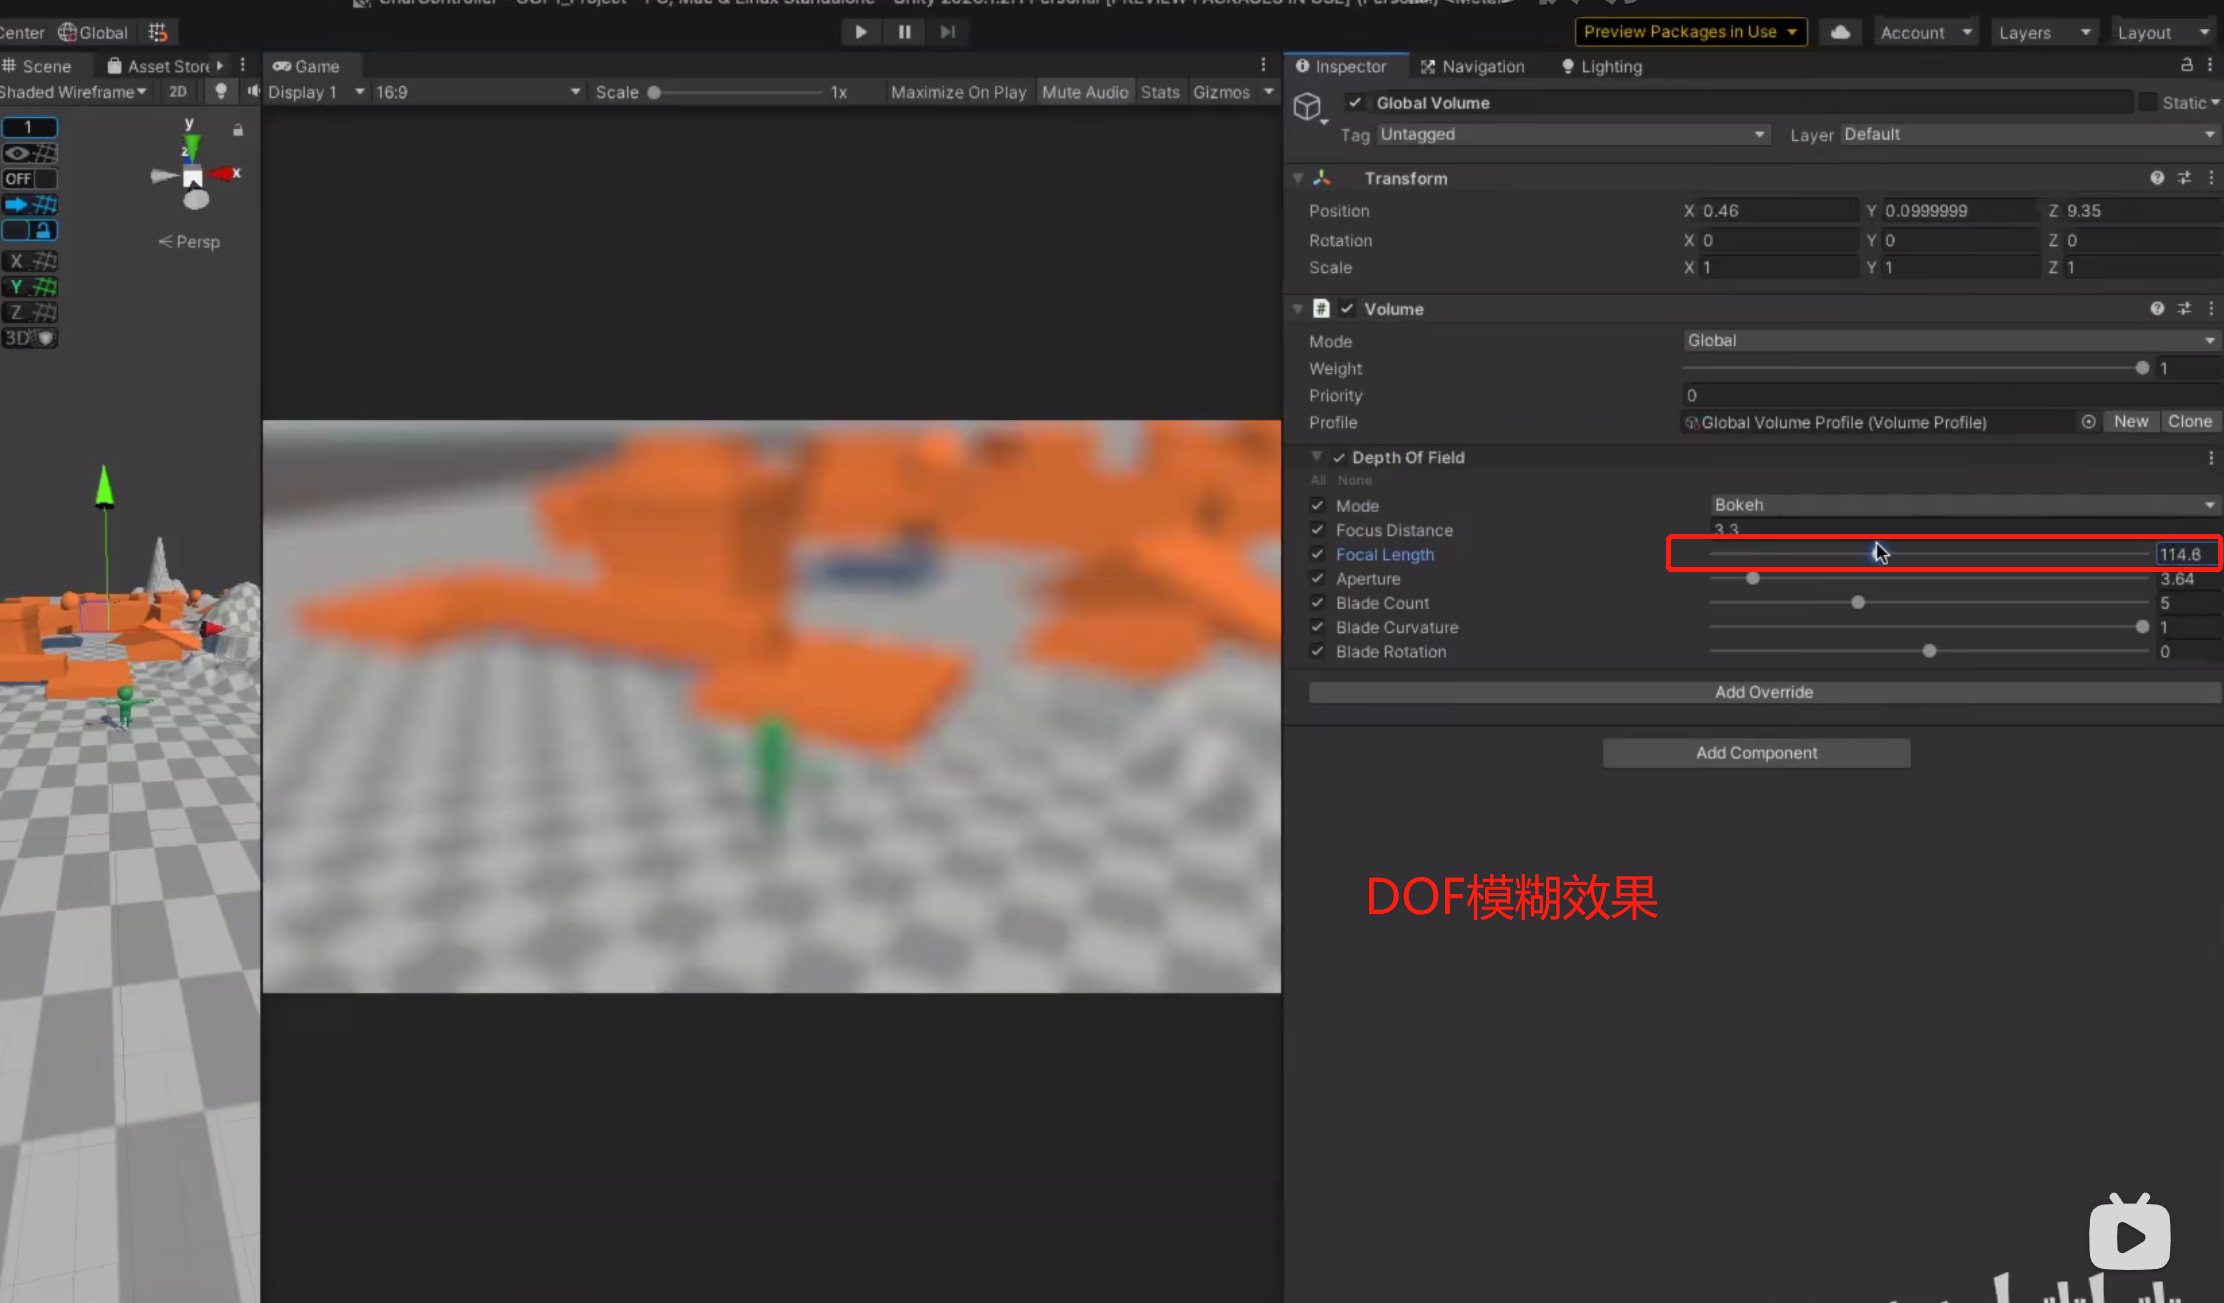 Center Global
Preview Packages in Use
Account
Layers
Layout
Scene
Asset Store
Game
Inspector
Navigation
Lighting
Shaded Wireframe
2D
Display 1
16:9
Scale
1x
Maximize On Play
Mute Audio
Stats
Gizmos
1
OFF
X
Y
Z
3D
y
z
x
Persp
Global Volume
Static
Tag Untagged
Layer Default
Transform
Position X 0.46 Y 0.0999999 Z 9.35
Rotation X 0 Y 0 Z 0
Scale X 1 Y 1 Z 1
Volume
Mode Global
Weight 1
Priority 0
Profile Global Volume Profile (Volume Profile) New Clone
Depth Of Field
All None
Mode Bokeh
Focus Distance 3.3
Focal Length 114.6
Aperture 3.64
Blade Count 5
Blade Curvature 1
Blade Rotation 0
Add Override
Add Component
DOF模糊效果